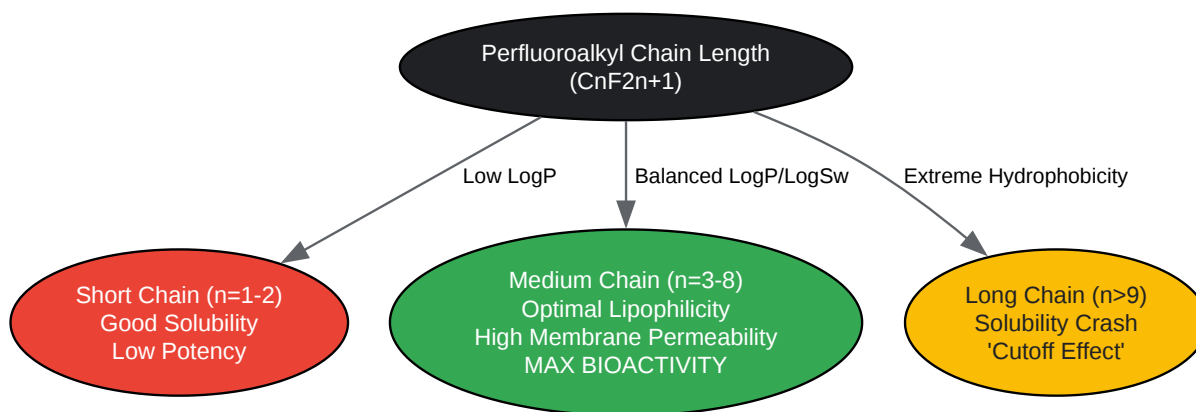 Perfluoroalkyl Chain Length
(CnF2n+1)
Low LogP
Balanced LogP/LogSw
Extreme Hydrophobicity
Short Chain (n=1-2)
Good Solubility
Low Potency
Medium Chain (n=3-8)
Optimal Lipophilicity
High Membrane Permeability
MAX BIOACTIVITY
Long Chain (n>9)
Solubility Crash
'Cutoff Effect'